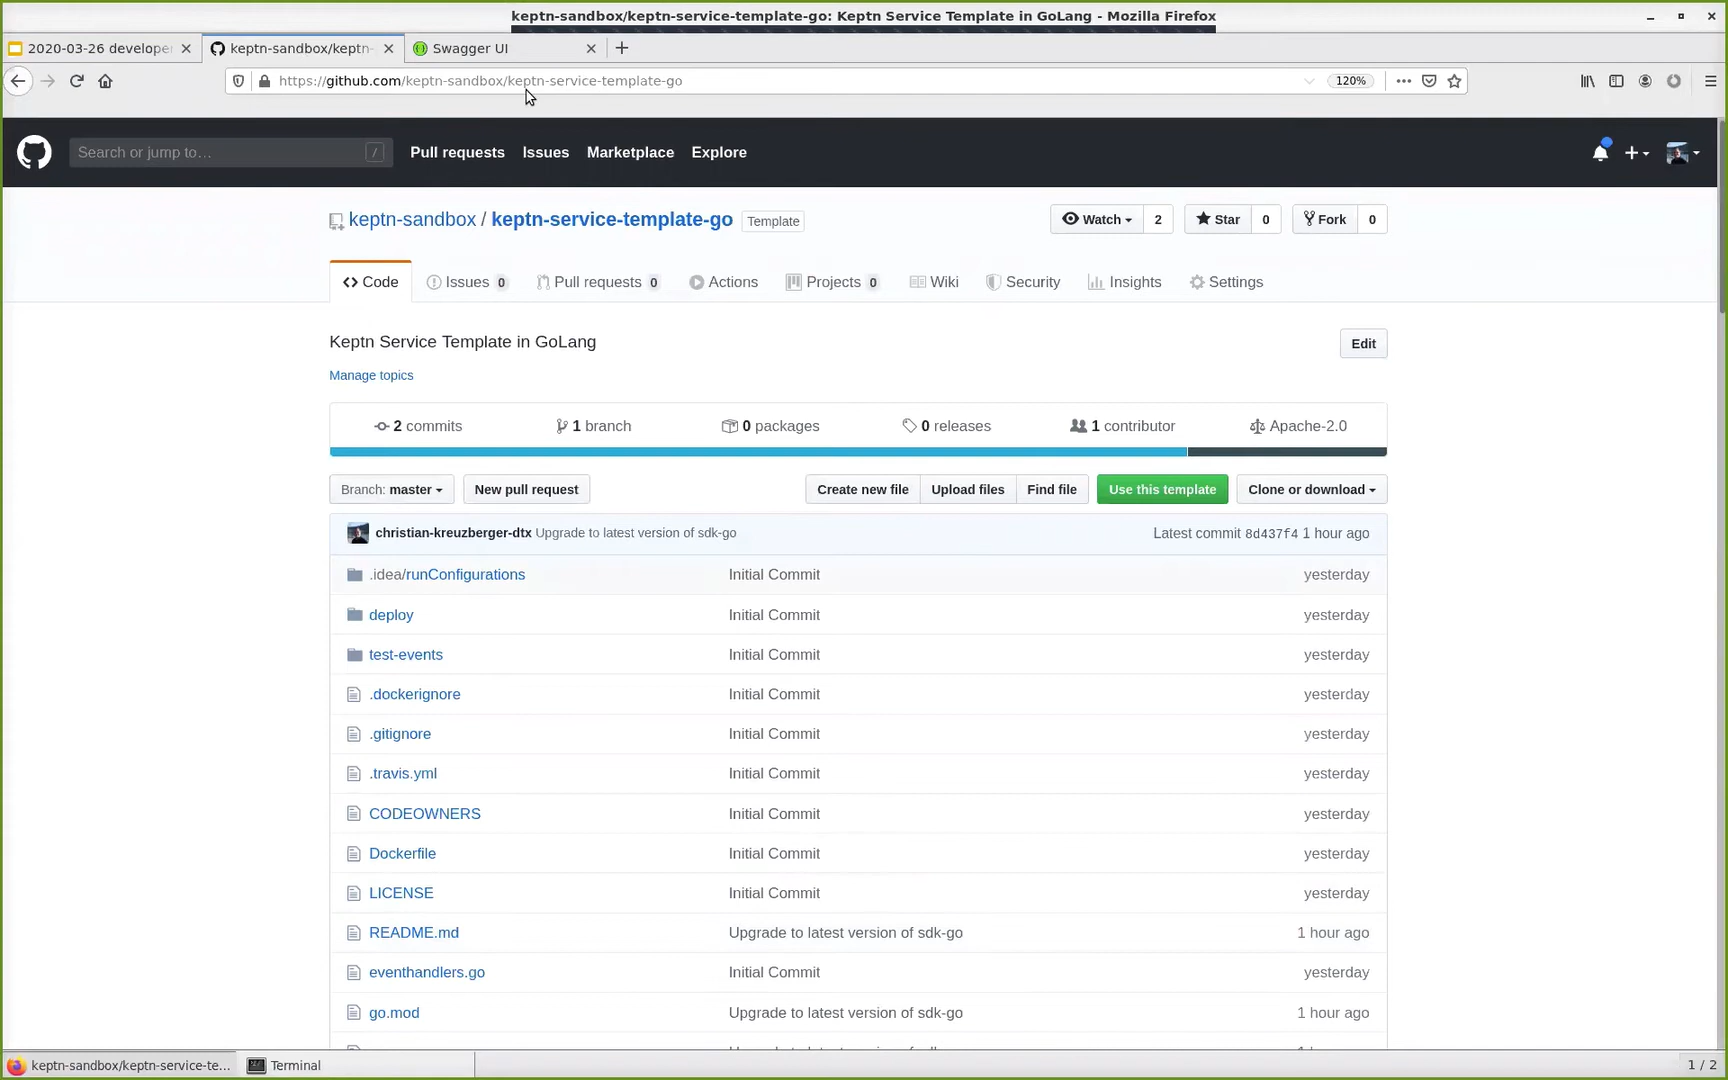 keptn-sandbox/keptn-service-template-go: Keptn Service Template in GoLang - Mozilla Firefox
2020-03-26 developer
keptn-sandbox/keptn-
Swagger UI
https://github.com/keptn-sandbox/keptn-service-template-go
120%
Search or jump to…
/
Pull requests
Issues
Marketplace
Explore
keptn-sandbox / keptn-service-template-go Template
Watch 2
Star 0
Fork 0
Code
Issues 0
Pull requests 0
Actions
Projects 0
Wiki
Security
Insights
Settings
Keptn Service Template in GoLang
Edit
Manage topics
2 commits
1 branch
0 packages
0 releases
1 contributor
Apache-2.0
Branch: master
New pull request
Create new file
Upload files
Find file
Use this template
Clone or download
christian-kreuzberger-dtx Upgrade to latest version of sdk-go
Latest commit 8d437f4 1 hour ago
.idea/runConfigurations Initial Commit yesterday
deploy Initial Commit yesterday
test-events Initial Commit yesterday
.dockerignore Initial Commit yesterday
.gitignore Initial Commit yesterday
.travis.yml Initial Commit yesterday
CODEOWNERS Initial Commit yesterday
Dockerfile Initial Commit yesterday
LICENSE Initial Commit yesterday
README.md Upgrade to latest version of sdk-go 1 hour ago
eventhandlers.go Initial Commit yesterday
go.mod Upgrade to latest version of sdk-go 1 hour ago
keptn-sandbox/keptn-service-te...
Terminal
1 / 2